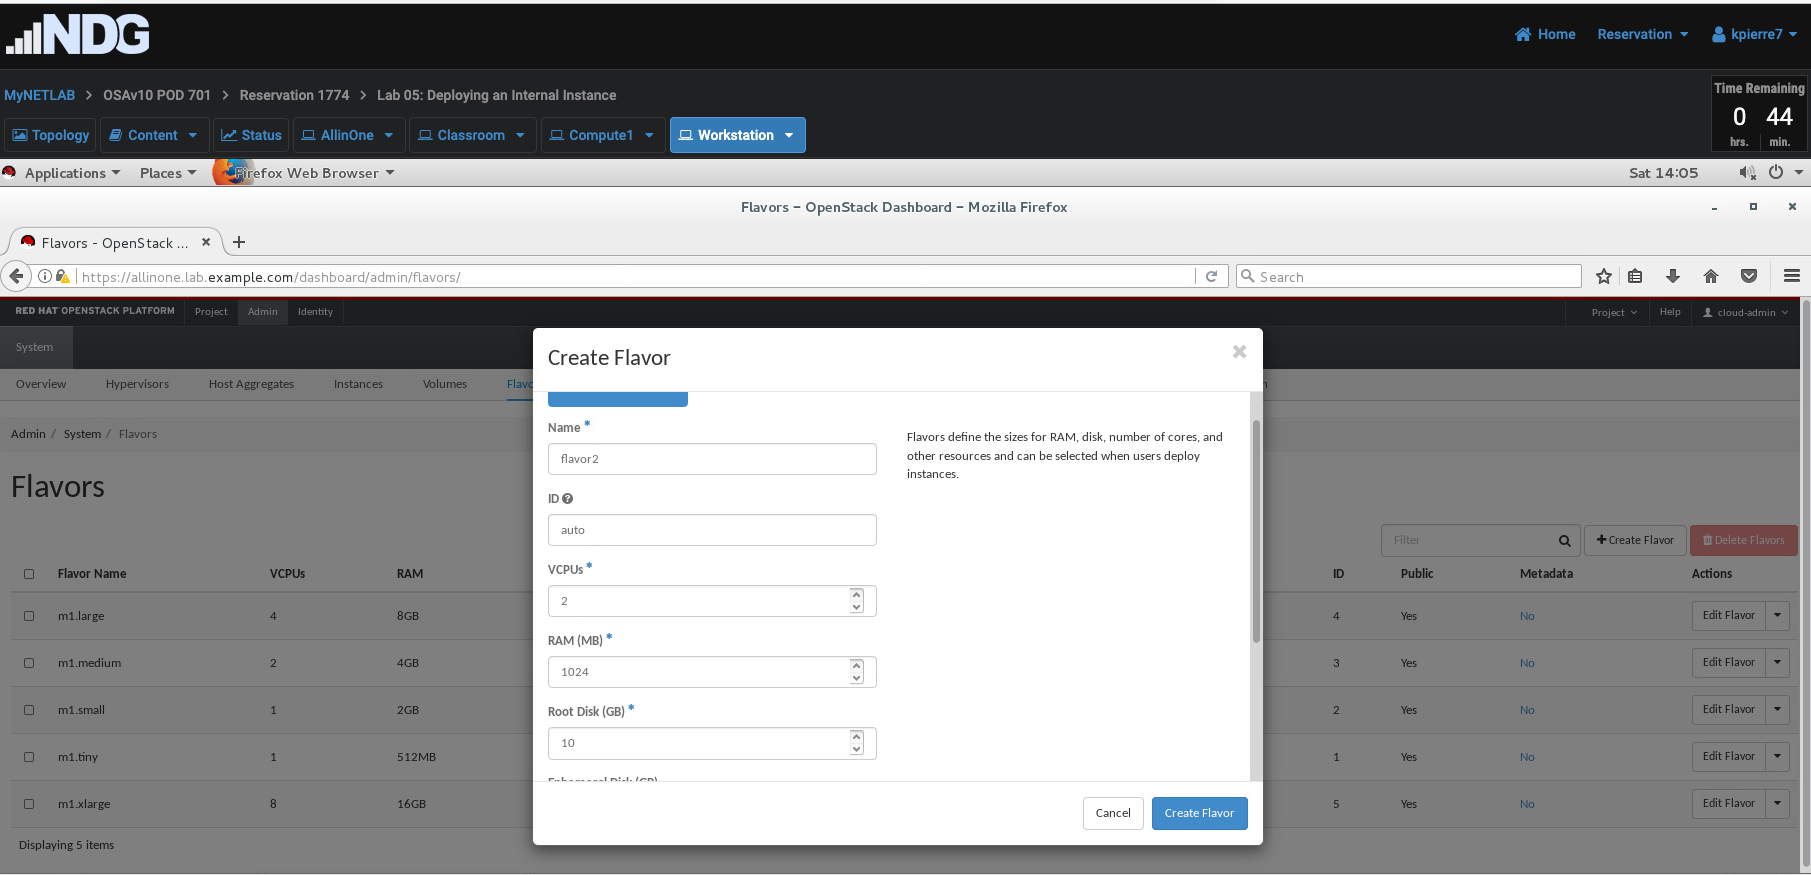 NDG
Home Reservation kpierre7
MyNETLAB > OSAv10 POD 701 > Reservation 1774 > Lab 05: Deploying an Internal Instance
Time Remaining
0 44
hrs. min.
Topology Content Status AllinOne Classroom Compute1 Workstation
Applications Places Firefox Web Browser Sat 14:05
Flavors - OpenStack Dashboard - Mozilla Firefox
Flavors - OpenStack ...
https://allinone.lab.example.com/dashboard/admin/flavors/ Search
RED HAT OPENSTACK PLATFORM Project Admin Identity Project Help cloud-admin
System
Overview Hypervisors Host Aggregates Instances Volumes Flavo n
Admin / System / Flavors
Flavors
Filter Create Flavor Delete Flavors
Flavor Name VCPUs RAM ID Public Metadata Actions
m1.large 4 8GB 4 Yes No Edit Flavor
m1.medium 2 4GB 3 Yes No Edit Flavor
m1.small 1 2GB 2 Yes No Edit Flavor
m1.tiny 1 512MB 1 Yes No Edit Flavor
m1.xlarge 8 16GB 5 Yes No Edit Flavor
Displaying 5 items
Create Flavor
Name *
flavor2
ID
auto
VCPUs *
2
RAM (MB) *
1024
Root Disk (GB) *
10
Ephemeral Disk (GB)
Flavors define the sizes for RAM, disk, number of cores, and
other resources and can be selected when users deploy
instances.
Cancel Create Flavor